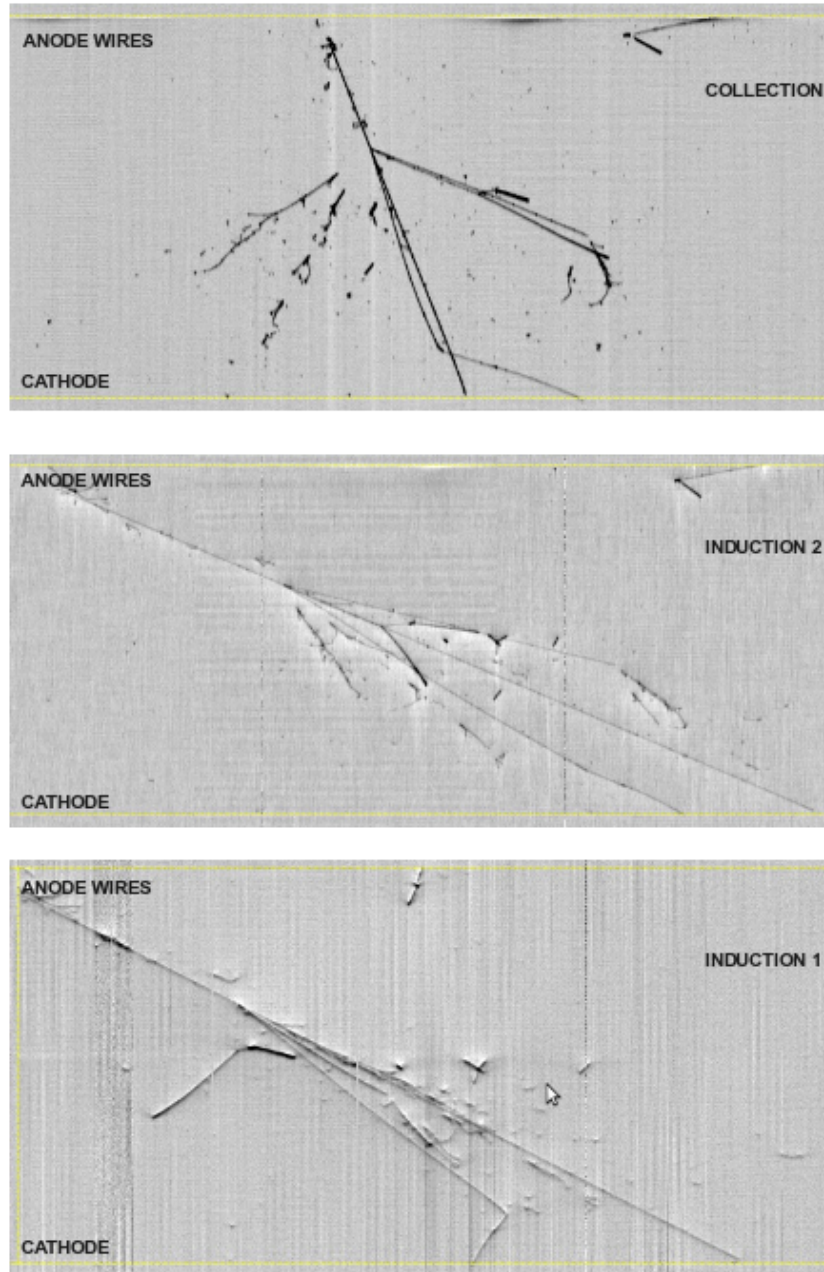 ANODE WIRES
COLLECTION
CATHODE
ANODE WIRES
INDUCTION 2
CATHODE
ANODE WIRES
INDUCTION 1
CATHODE